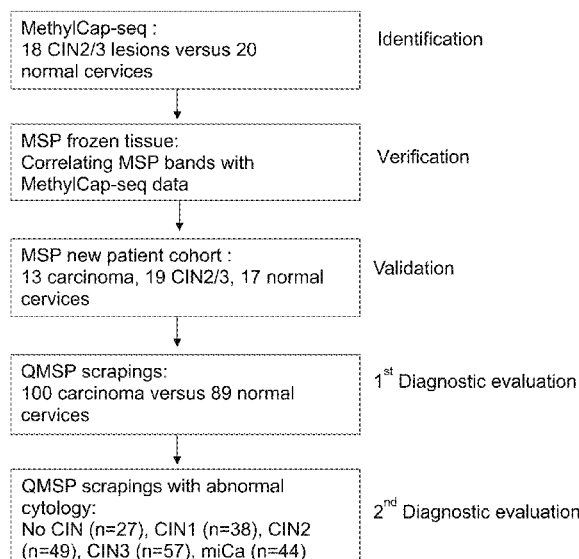 MethylCap-seq :
18 CIN2/3 lesions versus 20
normal cervices
Identification
MSP frozen tissue:
Correlating MSP bands with
MethylCap-seq data
Verification
MSP new patient cohort :
13 carcinoma, 19 CIN2/3, 17 normal
cervices
Validation
QMSP scrapings:
100 carcinoma versus 89 normal
cervices
1st Diagnostic evaluation
QMSP scrapings with abnormal
cytology:
No CIN (n=27), CIN1 (n=38), CIN2
(n=49), CIN3 (n=57), miCa (n=44)
2nd Diagnostic evaluation